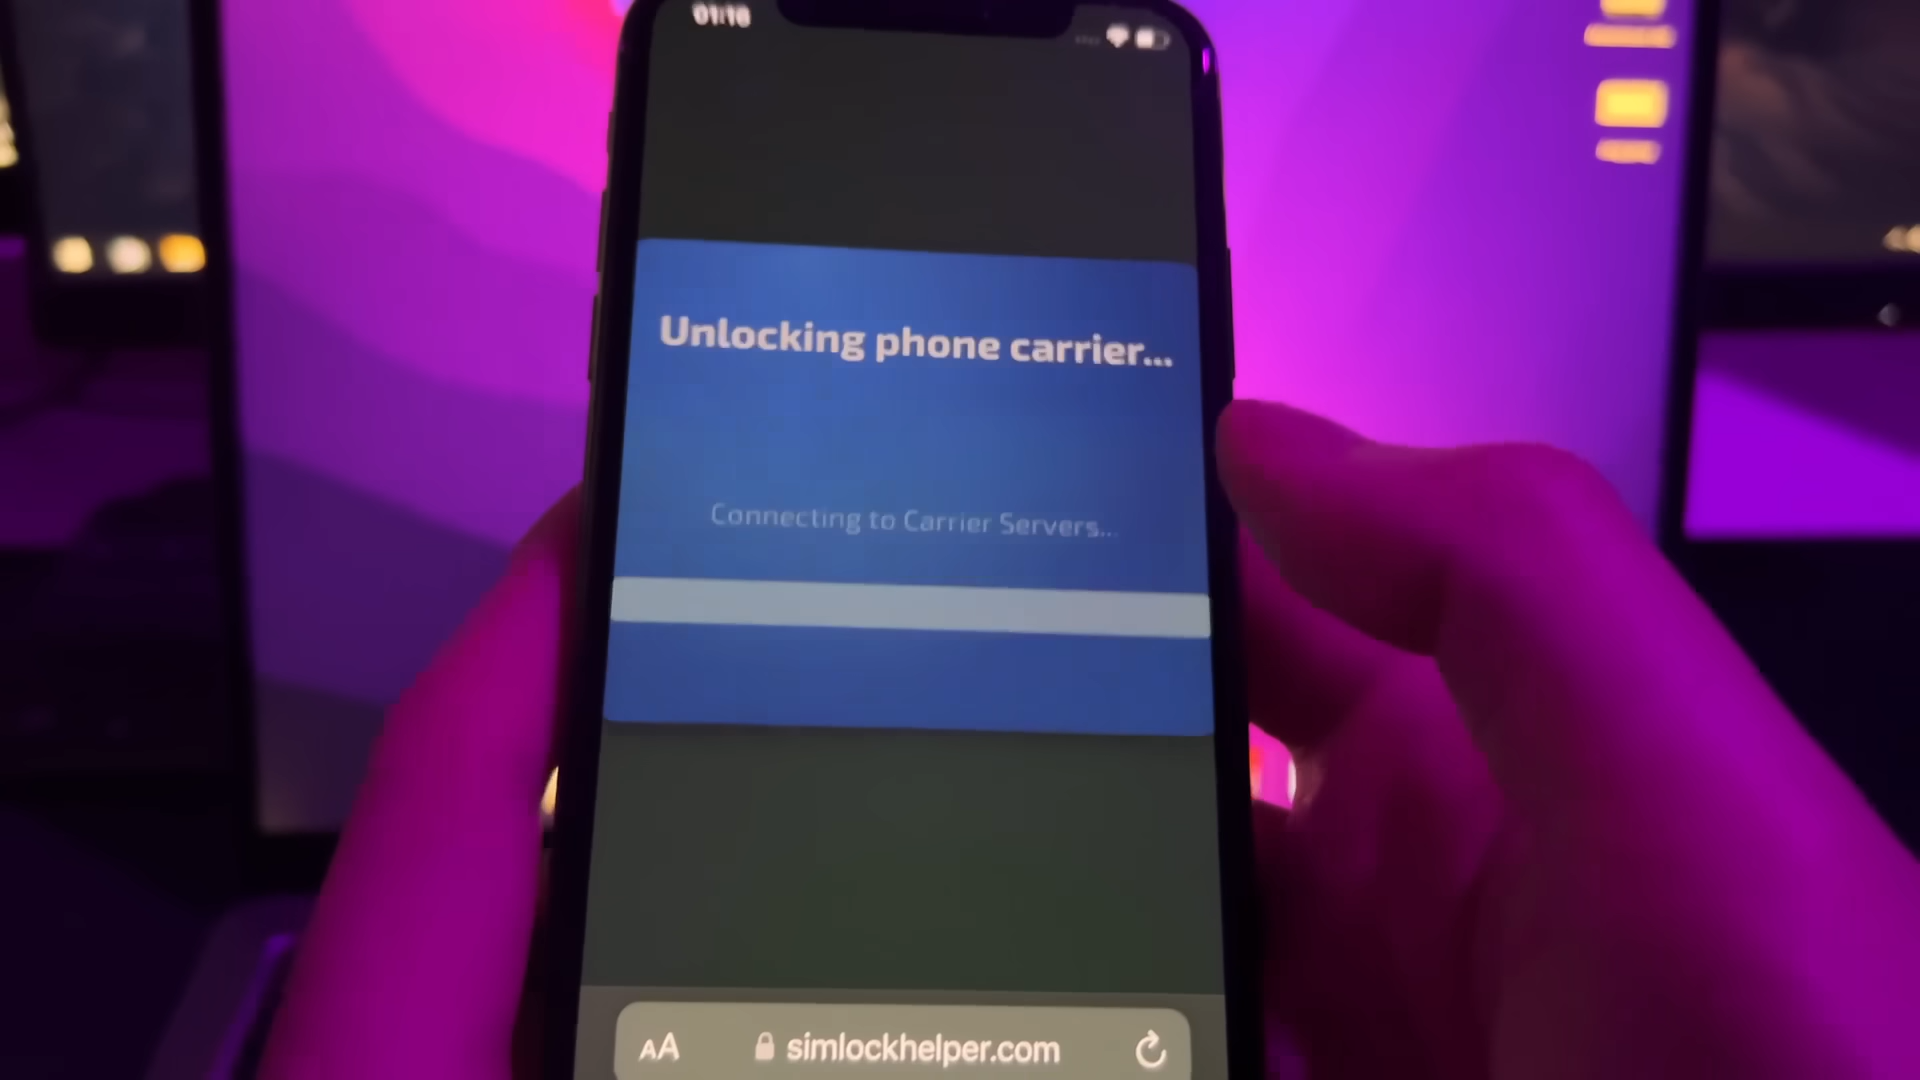 01:18
Unlocking phone carrier...
Connecting to Carrier Servers...
AA simlockhelper.com